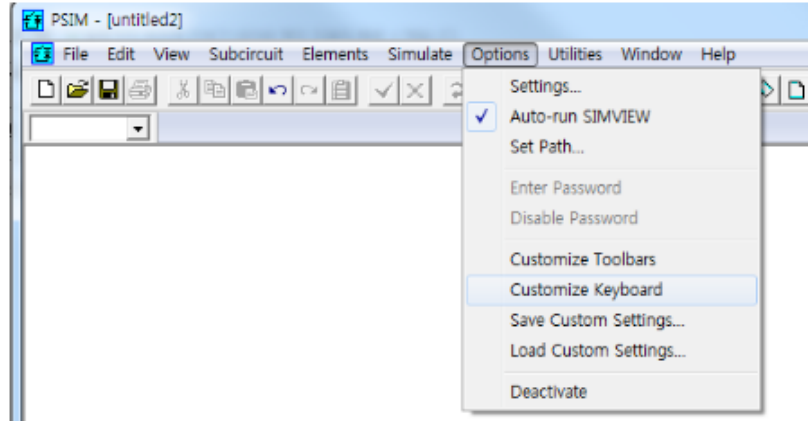 PSIM - [untitled2]
File Edit View Subcircuit Elements Simulate Options Utilities Window Help
Settings...
Auto-run SIMVIEW
Set Path...
Enter Password
Disable Password
Customize Toolbars
Customize Keyboard
Save Custom Settings...
Load Custom Settings...
Deactivate